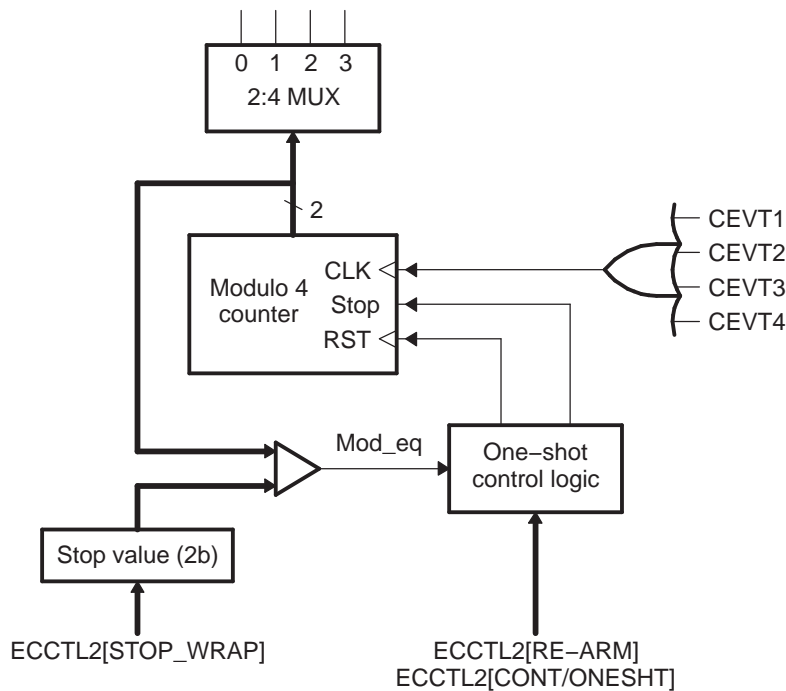 0 1 2 3
2:4 MUX
2
CEVT1
CLK
CEVT2
Modulo 4
counter
Stop
CEVT3
RST
CEVT4
Mod_eq
One−shot
control logic
Stop value (2b)
ECCTL2[STOP_WRAP]
ECCTL2[RE−ARM]
ECCTL2[CONT/ONESHT]